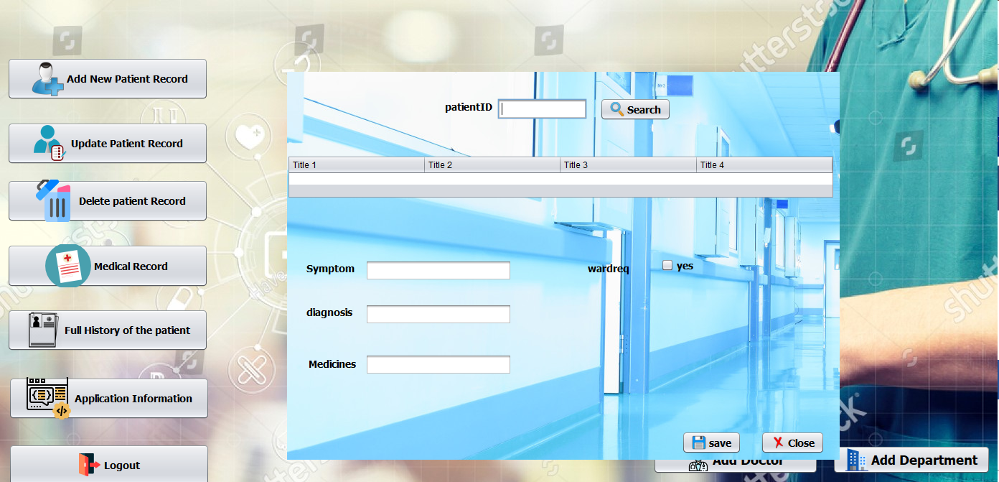 shutterstock
Add New Patient Record
patientID
Search
Update Patient Record
Title 1 Title 2 Title 3 Title 4
Delete patient Record
Medical Record
Symptom
wardreq
yes
diagnosis
Full History of the patient
Medicines
Application Information
save
Close
Add Doctor
Add Department
Logout